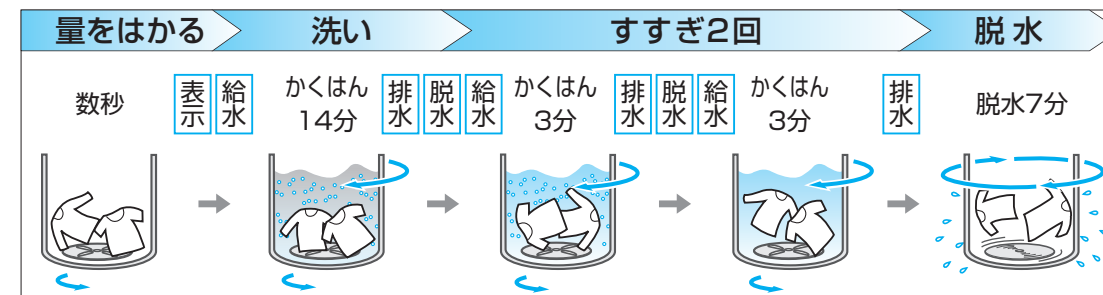 量をはかる
洗い
すすぎ2回
脱水
数秒
表示
給水
かくはん
14分
排水
脱水
給水
かくはん
3分
排水
脱水
給水
かくはん
3分
排水
脱水7分